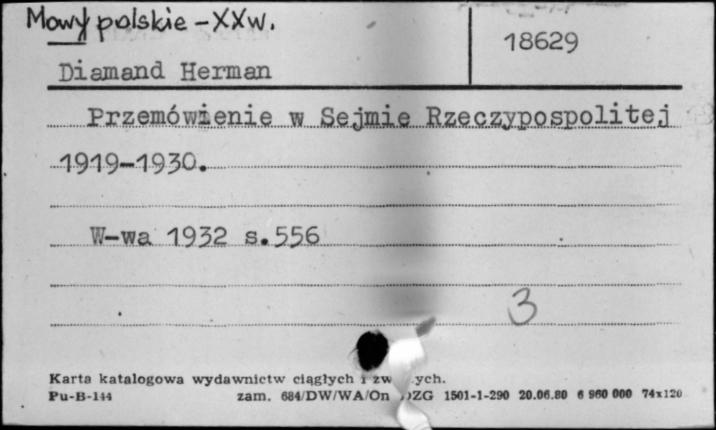 Mowy polskie - XXw.
18629
Diamand Herman
Przemówienie w Sejmie Rzeczypospolitej
1919-1930.
W-wa 1932 s.556
3
Karta katalogowa wydawnictw ciągłych i
Pu-B-144 zam. 684/DW/WA/On 1501-1-290 20.06.80 6 960 000 74x120